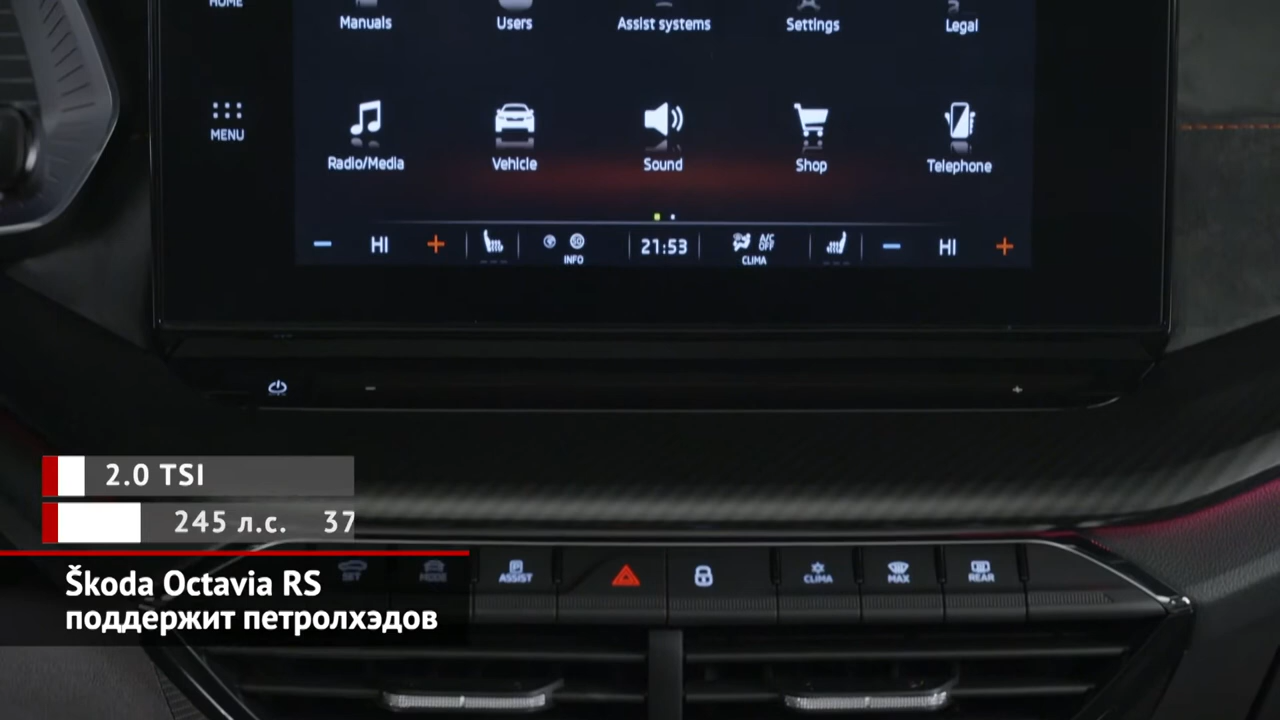 HOME
Manuals Users Assist systems Settings Legal
MENU
Radio/Media Vehicle Sound Shop Telephone
− HI + INFO 21:53 A/C OFF CLIMA − HI +
− +
2.0 TSI
245 л.с. 37
SET MODE ASSIST CLIMA MAX REAR
Škoda Octavia RS
поддержит петролхэдов